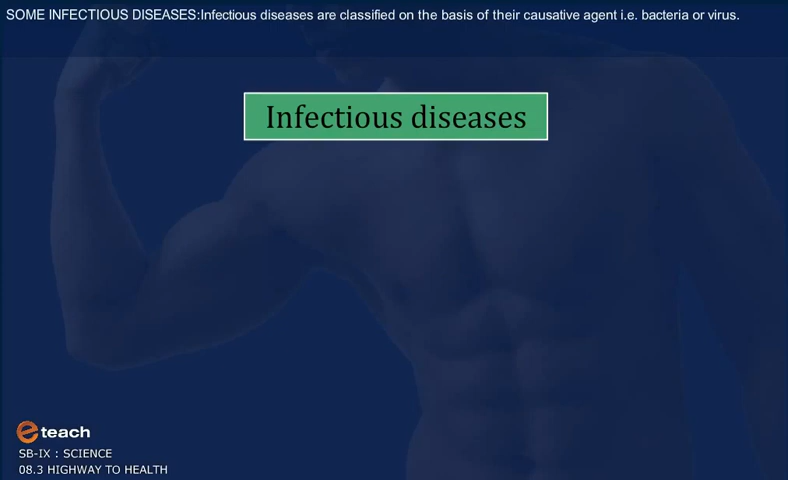 SOME INFECTIOUS DISEASES:Infectious diseases are classified on the basis of their causative agent i.e. bacteria or virus.
Infectious diseases
e teach
SB-IX : SCIENCE
08.3 HIGHWAY TO HEALTH